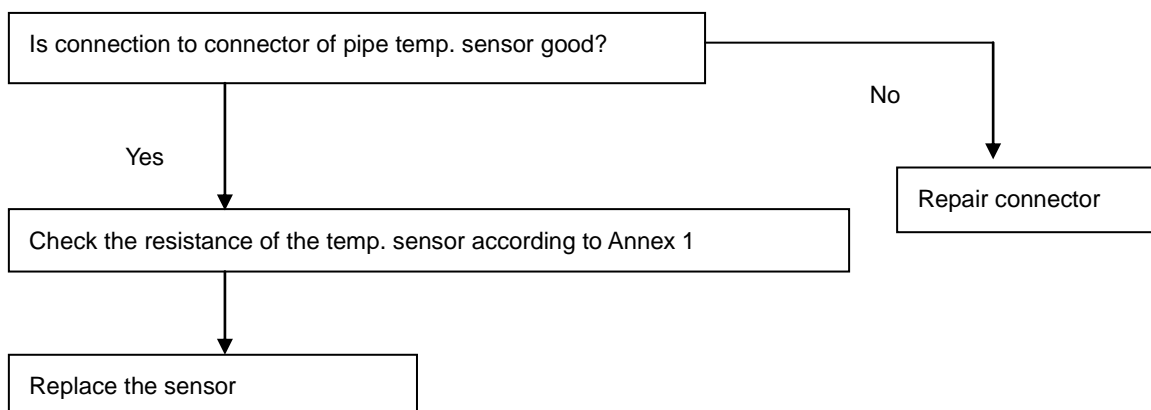 Is connection to connector of pipe temp. sensor good?
No
Yes
Repair connector
Check the resistance of the temp. sensor according to Annex 1
Replace the sensor